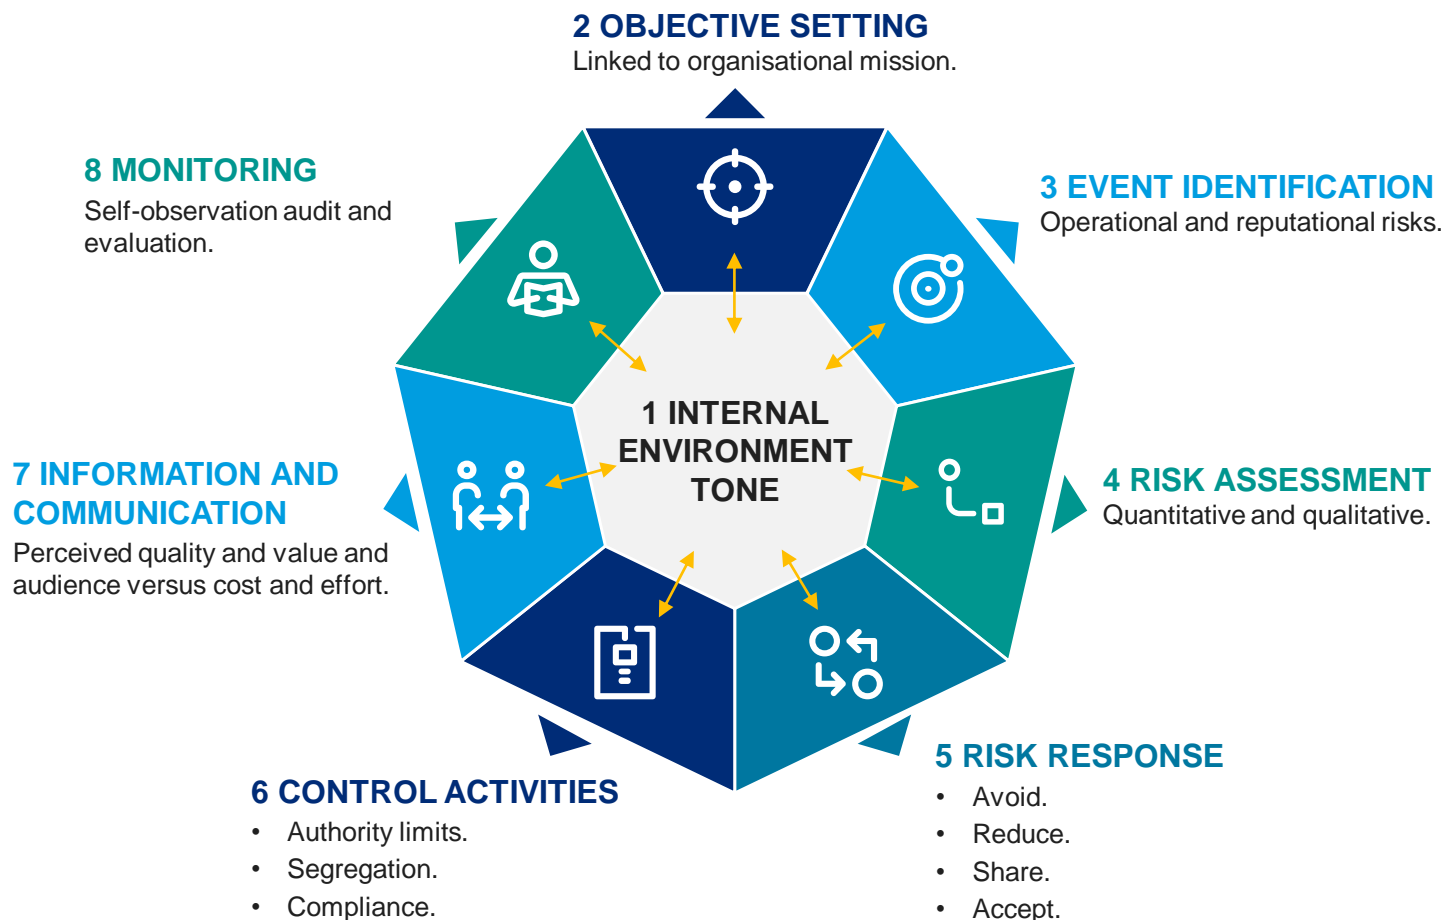 2 OBJECTIVE SETTING
Linked to organisational mission.
8 MONITORING
Self-observation audit and
evaluation.
3 EVENT IDENTIFICATION
Operational and reputational risks.
1 INTERNAL
ENVIRONMENT
TONE
7 INFORMATION AND
COMMUNICATION
Perceived quality and value and
audience versus cost and effort.
4 RISK ASSESSMENT
Quantitative and qualitative.
6 CONTROL ACTIVITIES
• Authority limits.
• Segregation.
• Compliance.
5 RISK RESPONSE
• Avoid.
• Reduce.
• Share.
• Accept.